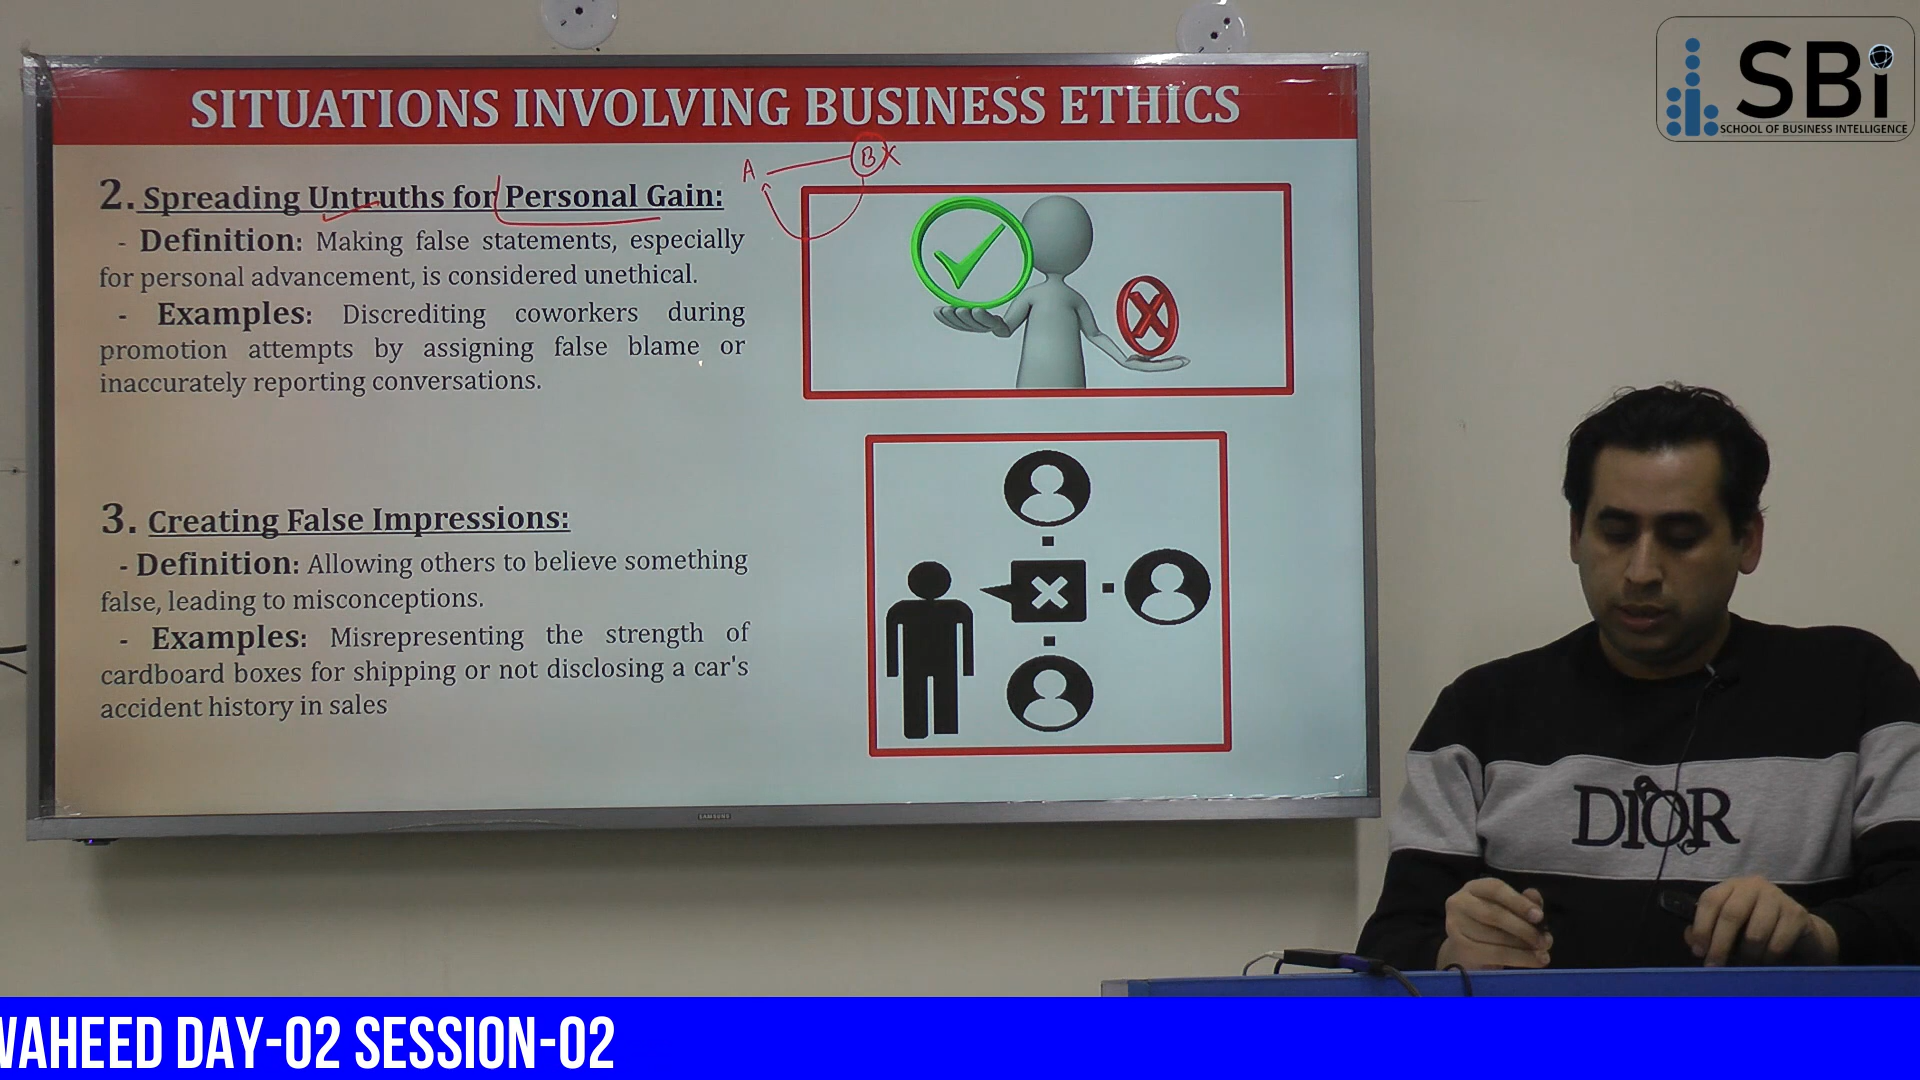 SBi
SCHOOL OF BUSINESS INTELLIGENCE
SITUATIONS INVOLVING BUSINESS ETHICS
A B X
2. Spreading Untruths for Personal Gain:
- Definition: Making false statements, especially
for personal advancement, is considered unethical.
- Examples: Discrediting coworkers during
promotion attempts by assigning false blame or
inaccurately reporting conversations.
3. Creating False Impressions:
- Definition: Allowing others to believe something
false, leading to misconceptions.
- Examples: Misrepresenting the strength of
cardboard boxes for shipping or not disclosing a car's
accident history in sales
SAMSUNG
DIOR
WAHEED DAY-02 SESSION-02